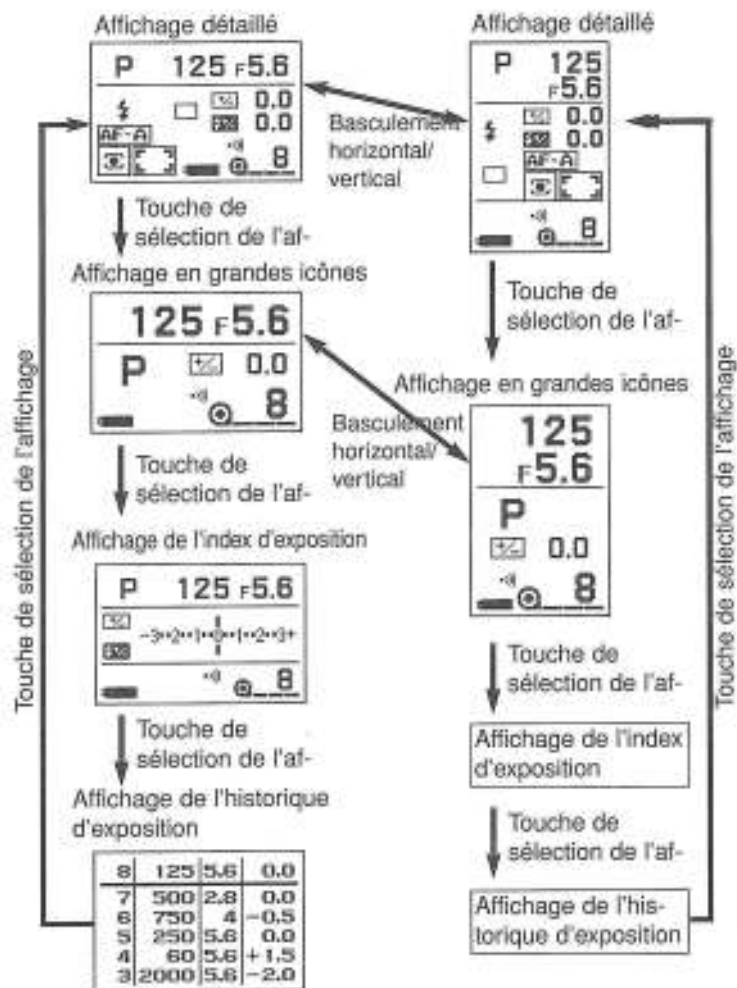 Affichage détaillé
P 125 F5.6
+/- 0.0
0.0
AF-A
8
Touche de
sélection de l'af-
Affichage en grandes icônes
125 F5.6
P +/- 0.0
8
Touche de
sélection de l'af-
Affichage de l'index d'exposition
P 125 F5.6
+/-
-3••2••1••0••1••2••3+
8
Touche de
sélection de l'af-
Affichage de l'historique
d'exposition
8 125 5.6 0.0
7 500 2.8 0.0
6 750 4 -0.5
5 250 5.6 0.0
4 60 5.6 +1.5
3 2000 5.6 -2.0
Touche de sélection de l'affichage
Basculement
horizontal/
vertical
Basculement
horizontal/
vertical
Affichage détaillé
P 125
F5.6
+/- 0.0
0.0
AF-A
8
Touche de
sélection de l'af-
Affichage en grandes icônes
125
F5.6
P
+/- 0.0
8
Touche de
sélection de l'af-
Affichage de l'index
d'exposition
Touche de
sélection de l'af-
Affichage de l'his-
torique d'exposition
Touche de sélection de l'affichage